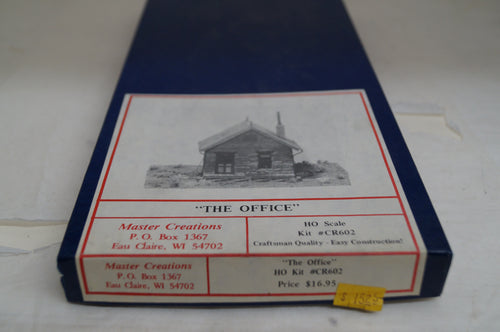 "THE OFFICE"
Master Creations
P. O. Box 1367
Eau Claire, WI 54702
HO Scale
Kit #CR602
Craftsman Quality - Easy Construction!
Master Creations
P. O. Box 1367
Eau Claire, WI 54702
"The Office"
HO Kit #CR602
Price $16.95